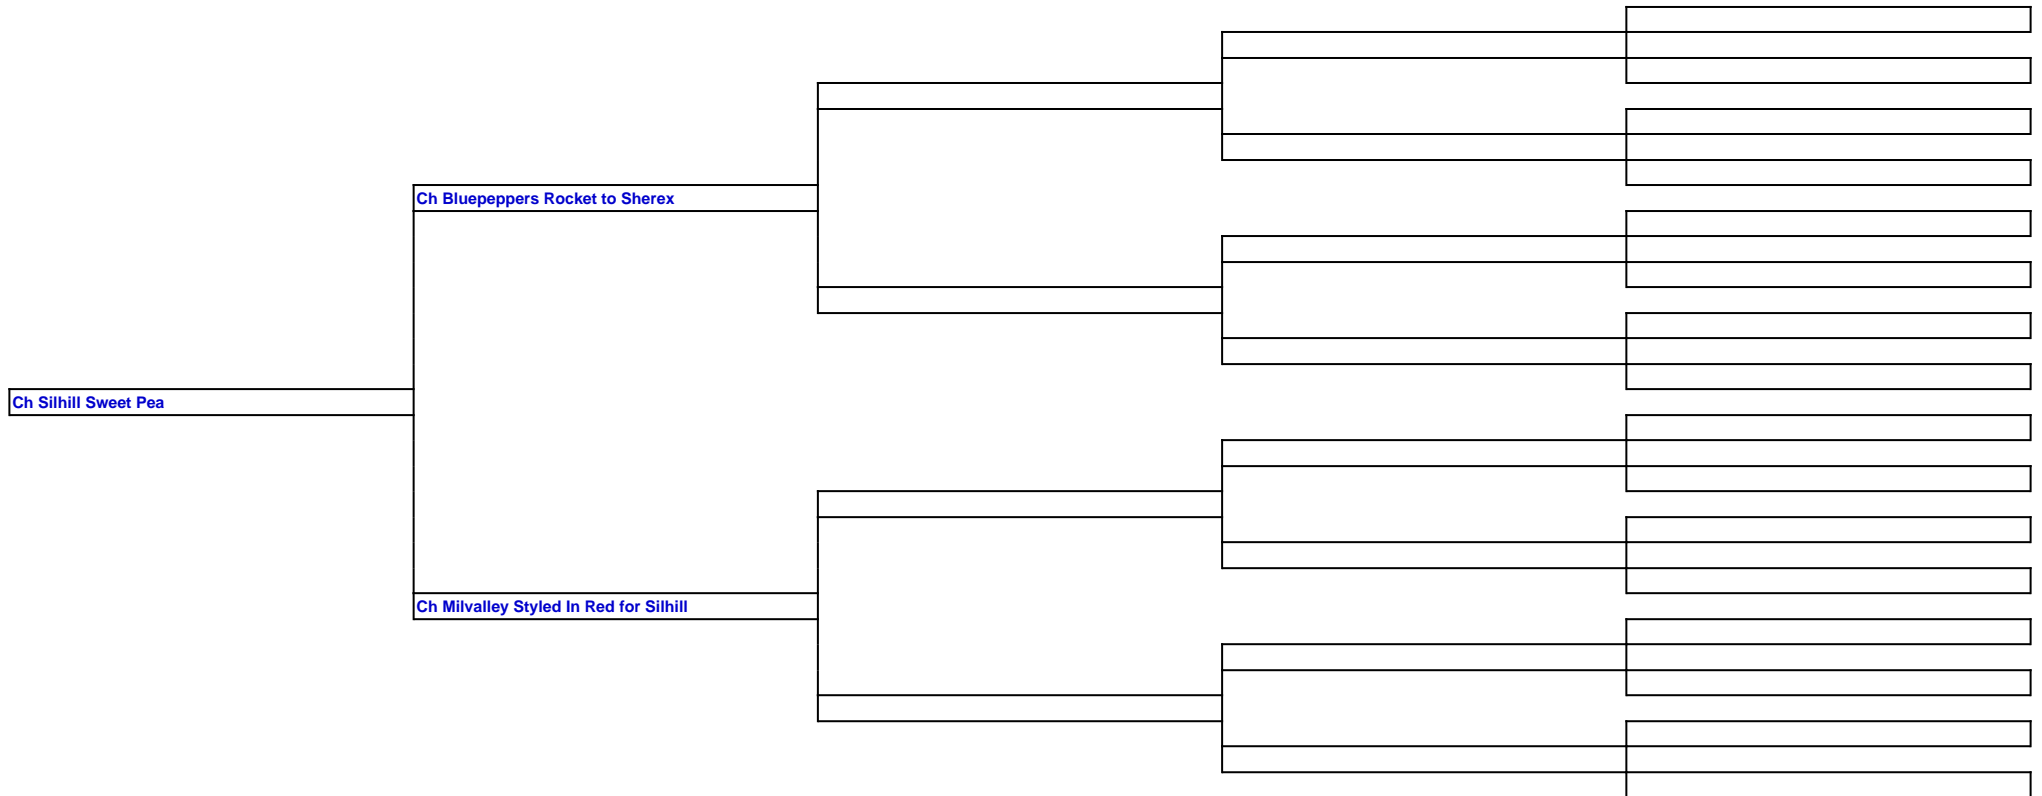 Ch Bluepeppers Rocket to Sherex
Ch Silhill Sweet Pea
Ch Milvalley Styled In Red for Silhill